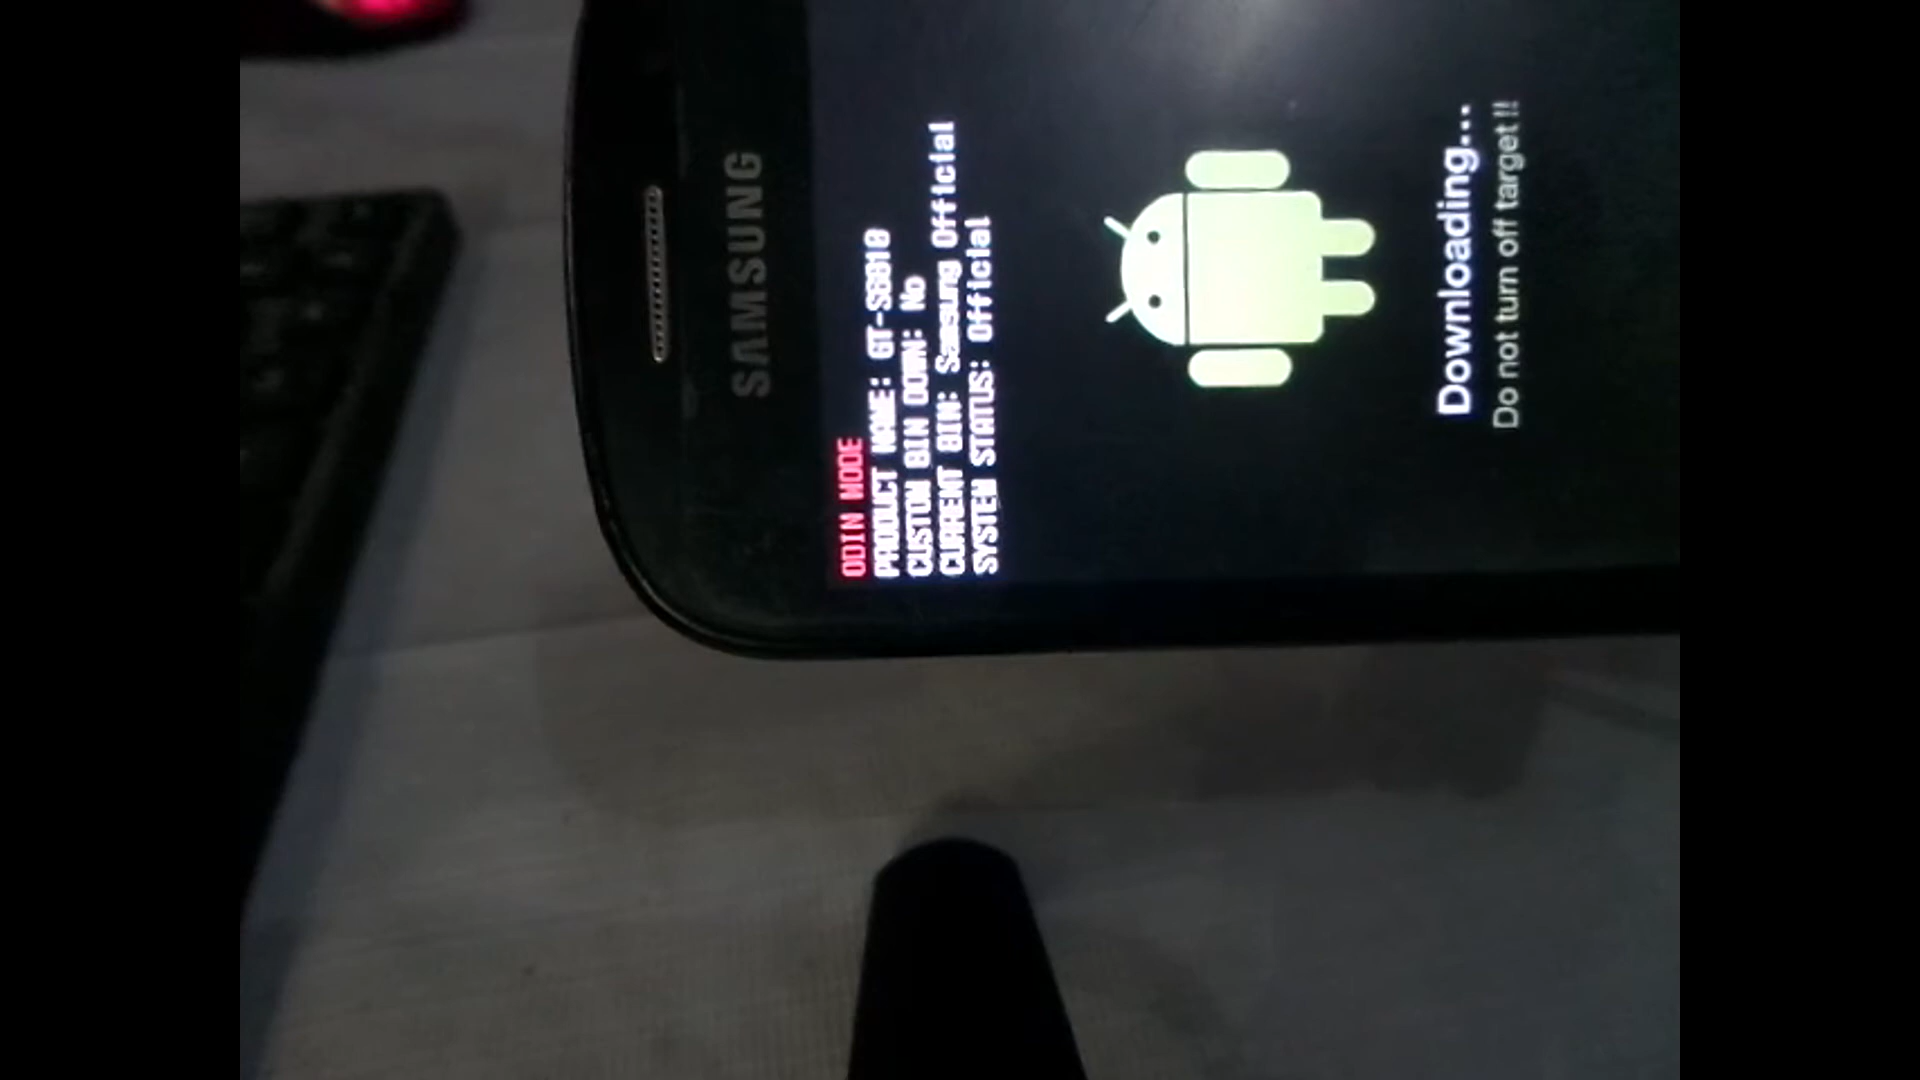 SAMSUNG
ODIN MODE
PRODUCT NAME: GT-S6810
CUSTOM BIN DOWN: No
CURRENT BIN: Samsung Official
SYSTEM STATUS: Official
Downloading...
Do not turn off target!!